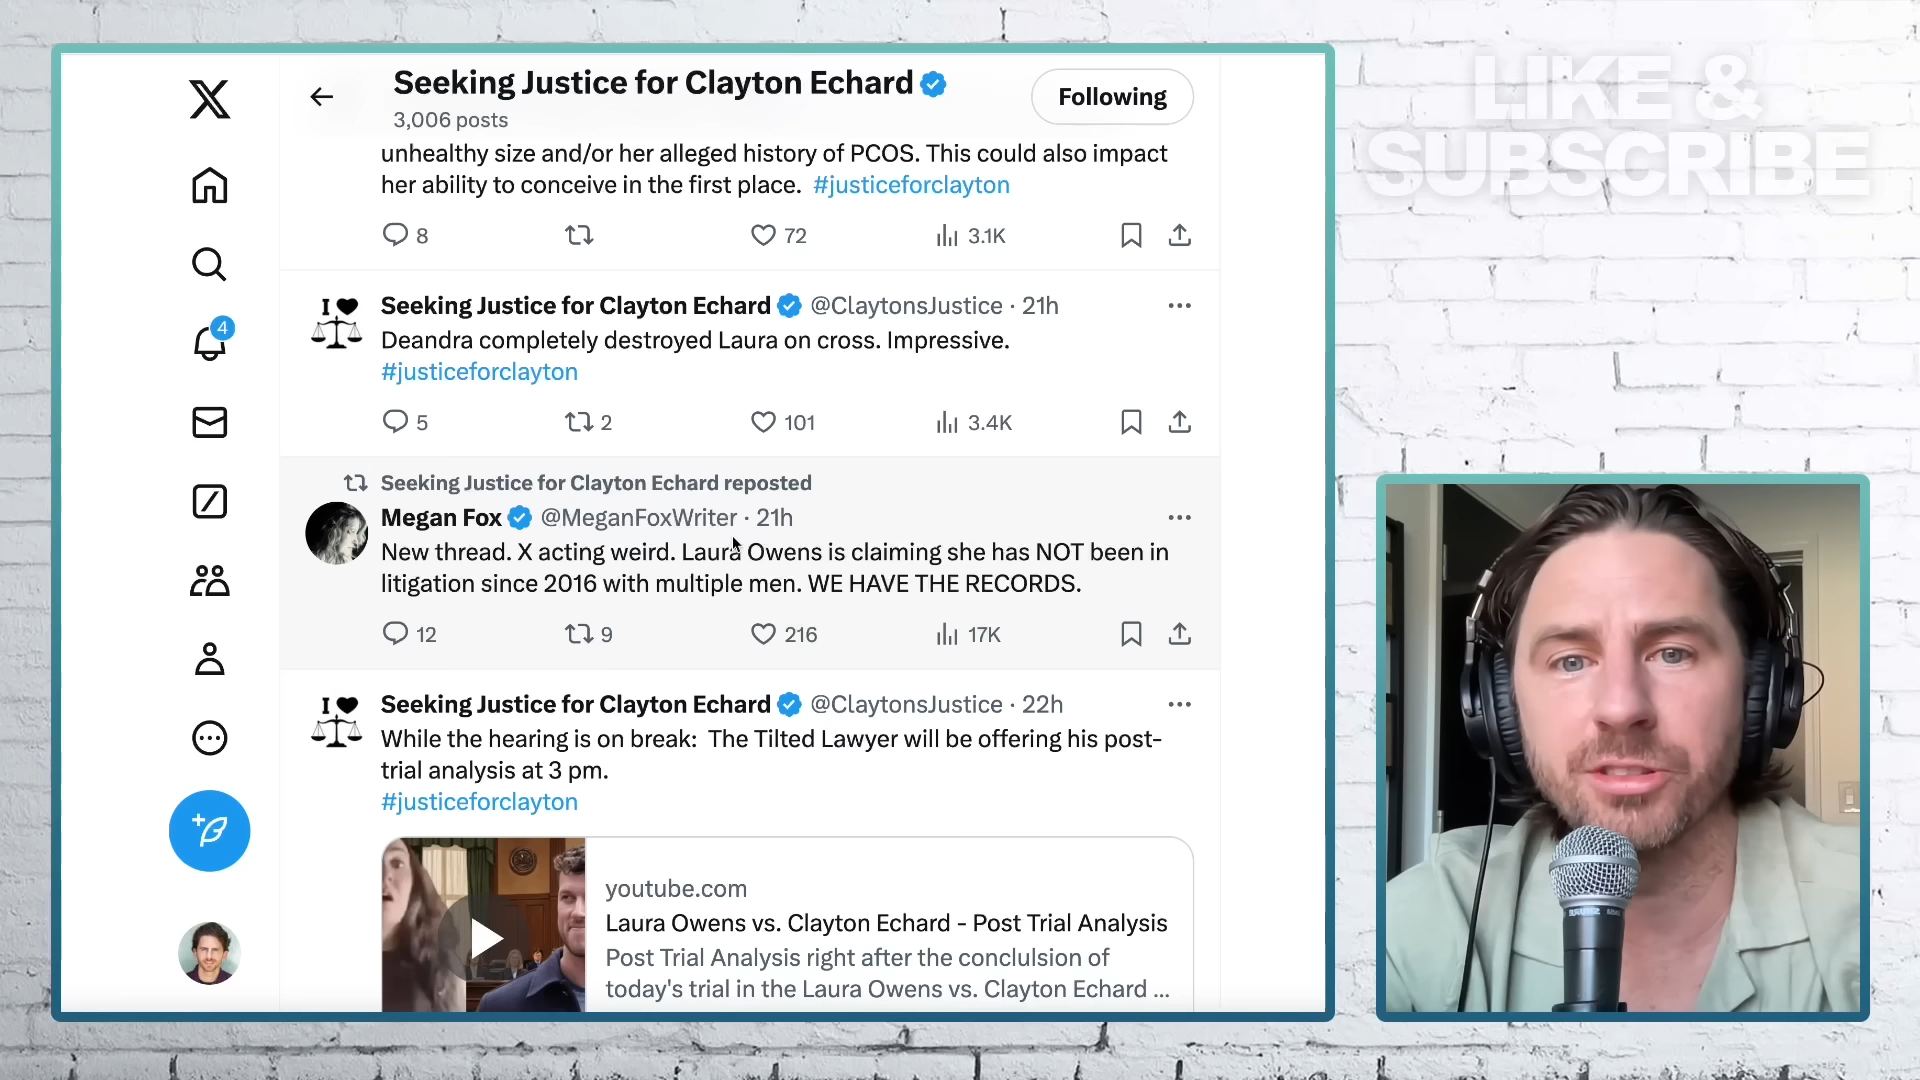 LIKE &
SUBSCRIBE
Seeking Justice for Clayton Echard
3,006 posts
Following
unhealthy size and/or her alleged history of PCOS. This could also impact
her ability to conceive in the first place. #justiceforclayton
8 72 3.1K
Seeking Justice for Clayton Echard @ClaytonsJustice · 21h
Deandra completely destroyed Laura on cross. Impressive.
#justiceforclayton
5 2 101 3.4K
Seeking Justice for Clayton Echard reposted
Megan Fox @MeganFoxWriter · 21h
New thread. X acting weird. Laura Owens is claiming she has NOT been in
litigation since 2016 with multiple men. WE HAVE THE RECORDS.
12 9 216 17K
Seeking Justice for Clayton Echard @ClaytonsJustice · 22h
While the hearing is on break: The Tilted Lawyer will be offering his post-
trial analysis at 3 pm.
#justiceforclayton
youtube.com
Laura Owens vs. Clayton Echard - Post Trial Analysis
Post Trial Analysis right after the conclulsion of
today's trial in the Laura Owens vs. Clayton Echard ...
4
I
I